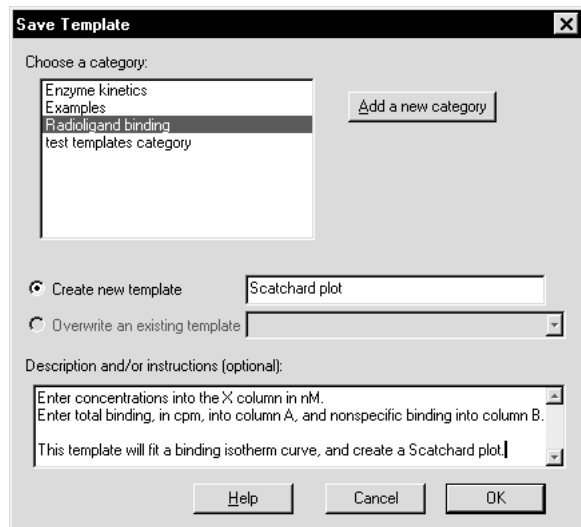 Save Template
Choose a category:
Enzyme kinetics
Examples
Radioligand binding
test templates category
Add a new category
Create new template
Scatchard plot
Overwrite an existing template
Description and/or instructions (optional):
Enter concentrations into the X column in nM.
Enter total binding, in cpm, into column A, and nonspecific binding into column B.
This template will fit a binding isotherm curve, and create a Scatchard plot.
Help
Cancel
OK